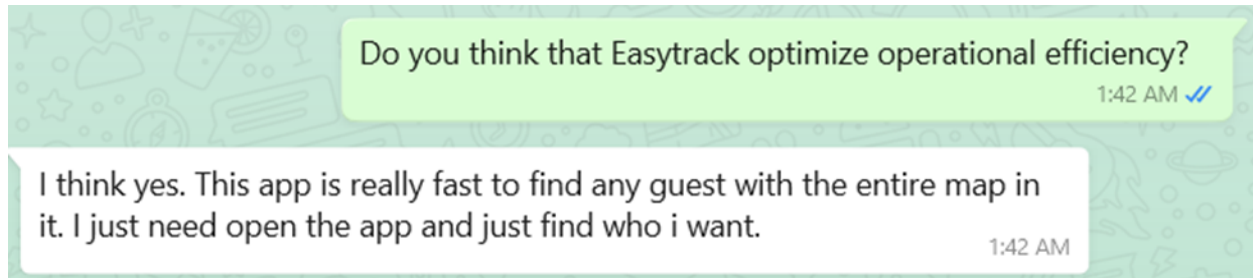 Do you think that Easytrack optimize operational efficiency?
1:42 AM
I think yes. This app is really fast to find any guest with the entire map in
it. I just need open the app and just find who i want.
1:42 AM